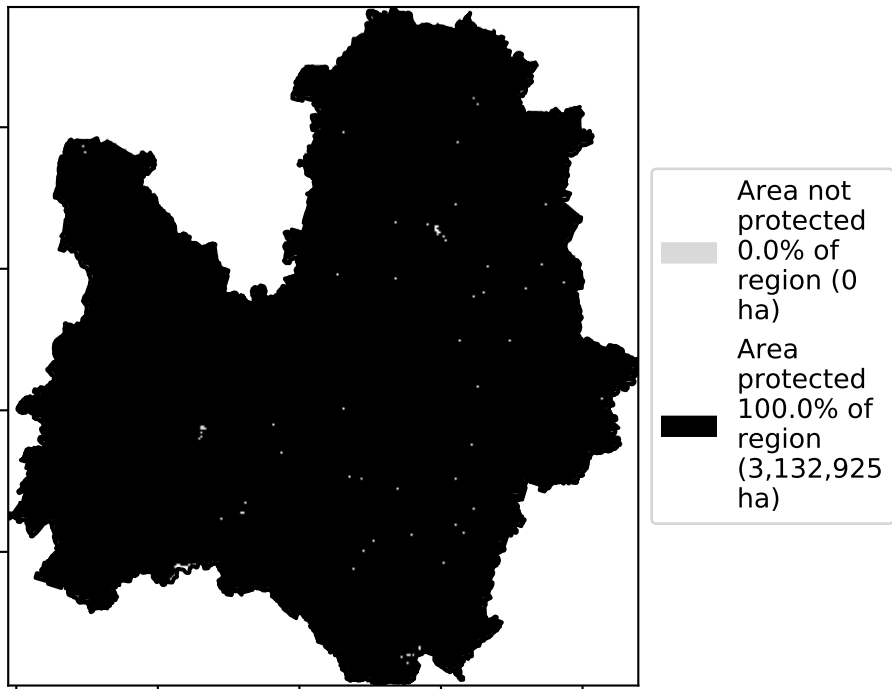 Area not
protected
0.0% of
region (0
ha)
Area
protected
100.0% of
region
(3,132,925
ha)